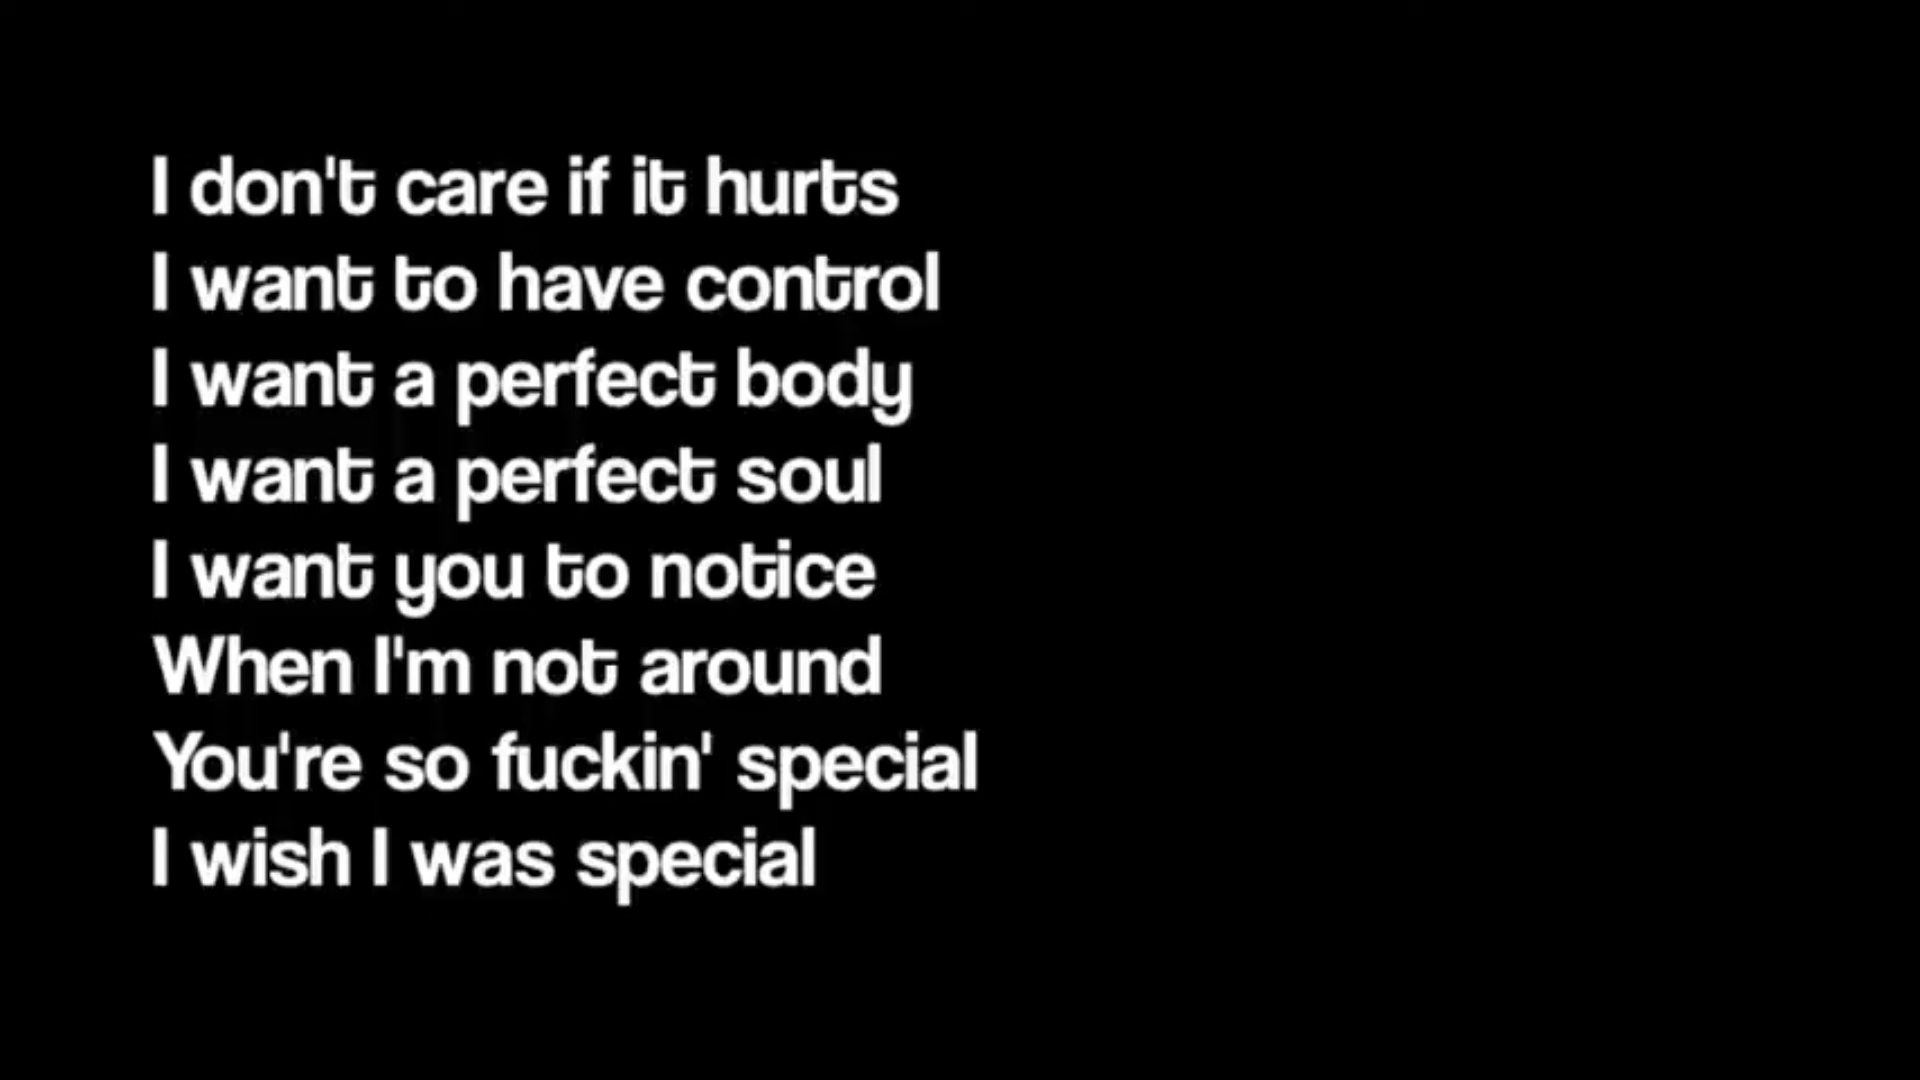 I don't care if it hurts
I want to have control
I want a perfect body
I want a perfect soul
I want you to notice
When I'm not around
You're so fuckin' special
I wish I was special